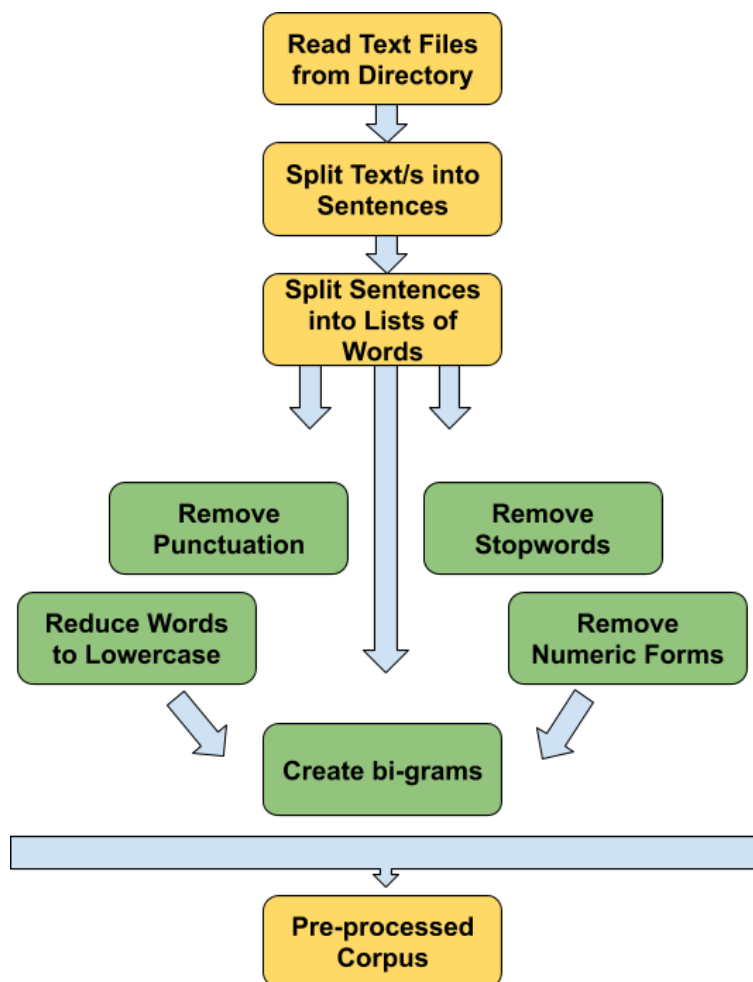 Read Text Files
from Directory
Split Text/s into
Sentences
Split Sentences
into Lists of
Words
Remove
Punctuation
Remove
Stopwords
Reduce Words
to Lowercase
Remove
Numeric Forms
Create bi-grams
Pre-processed
Corpus